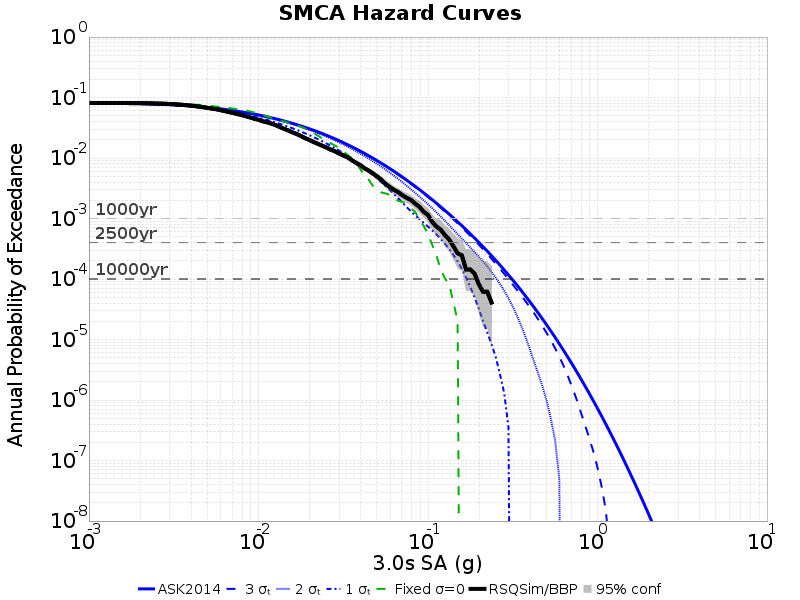 SMCA Hazard Curves
Annual Probability of Exceedance
10^0
10^-1
10^-2
10^-3
10^-4
10^-5
10^-6
10^-7
10^-8
1000yr
2500yr
10000yr
10^-3
10^-2
10^-1
10^0
10^1
3.0s SA (g)
ASK2014 3 σₜ 2 σₜ 1 σₜ Fixed σ=0 RSQSim/BBP 95% conf